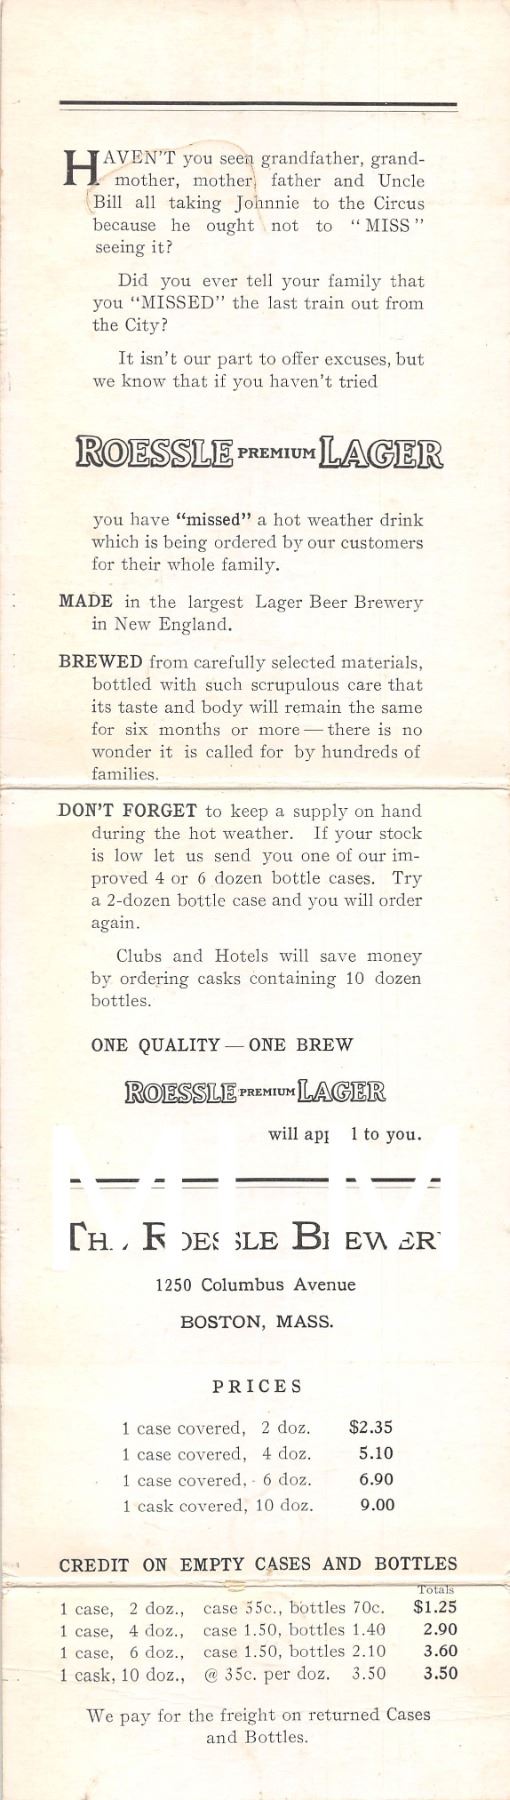 HAVEN'T you seen grandfather, grand-
mother, mother, father and Uncle
Bill all taking Johnnie to the Circus
because he ought not to "MISS"
seeing it?
Did you ever tell your family that
you "MISSED" the last train out from
the City?
It isn't our part to offer excuses, but
we know that if you haven't tried
ROESSLE PREMIUM LAGER
you have "missed" a hot weather drink
which is being ordered by our customers
for their whole family.
MADE in the largest Lager Beer Brewery
in New England.
BREWED from carefully selected materials,
bottled with such scrupulous care that
its taste and body will remain the same
for six months or more — there is no
wonder it is called for by hundreds of
families.
DON'T FORGET to keep a supply on hand
during the hot weather. If your stock
is low let us send you one of our im-
proved 4 or 6 dozen bottle cases. Try
a 2-dozen bottle case and you will order
again.
Clubs and Hotels will save money
by ordering casks containing 10 dozen
bottles.
ONE QUALITY — ONE BREW
ROESSLE PREMIUM LAGER
will to you.
MLM
THE ROESSLE BREWERY
1250 Columbus Avenue
BOSTON, MASS.
PRICES
1 case covered, 2 doz. $2.35
1 case covered, 4 doz. 5.10
1 case covered, 6 doz. 6.90
1 cask covered, 10 doz. 9.00
CREDIT ON EMPTY CASES AND BOTTLES
Totals
1 case, 2 doz., case 55c., bottles 70c. $1.25
1 case, 4 doz., case 1.50, bottles 1.40 2.90
1 case, 6 doz., case 1.50, bottles 2.10 3.60
1 cask, 10 doz., @ 35c. per doz. 3.50 3.50
We pay for the freight on returned Cases
and Bottles.